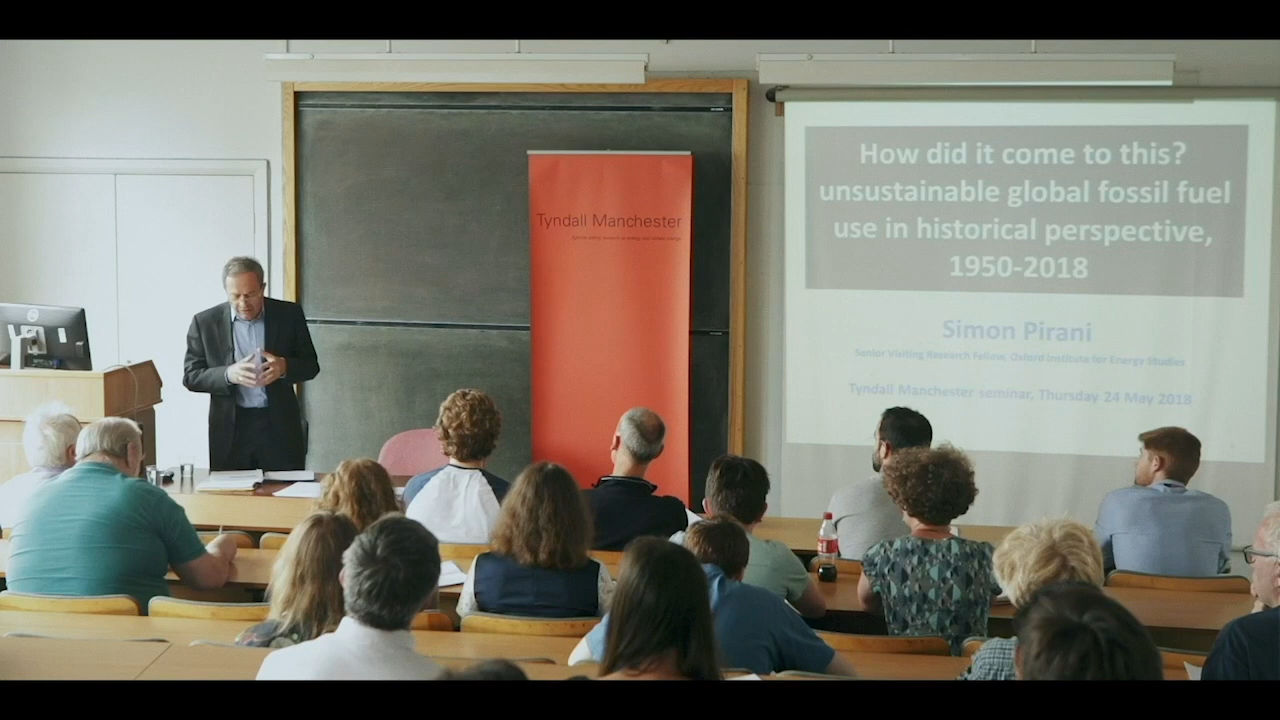 Tyndall Manchester
How did it come to this?
unsustainable global fossil fuel
use in historical perspective,
1950-2018
Simon Pirani
Senior Visiting Research Fellow, Oxford Institute for Energy Studies
Tyndall Manchester seminar, Thursday 24 May 2018